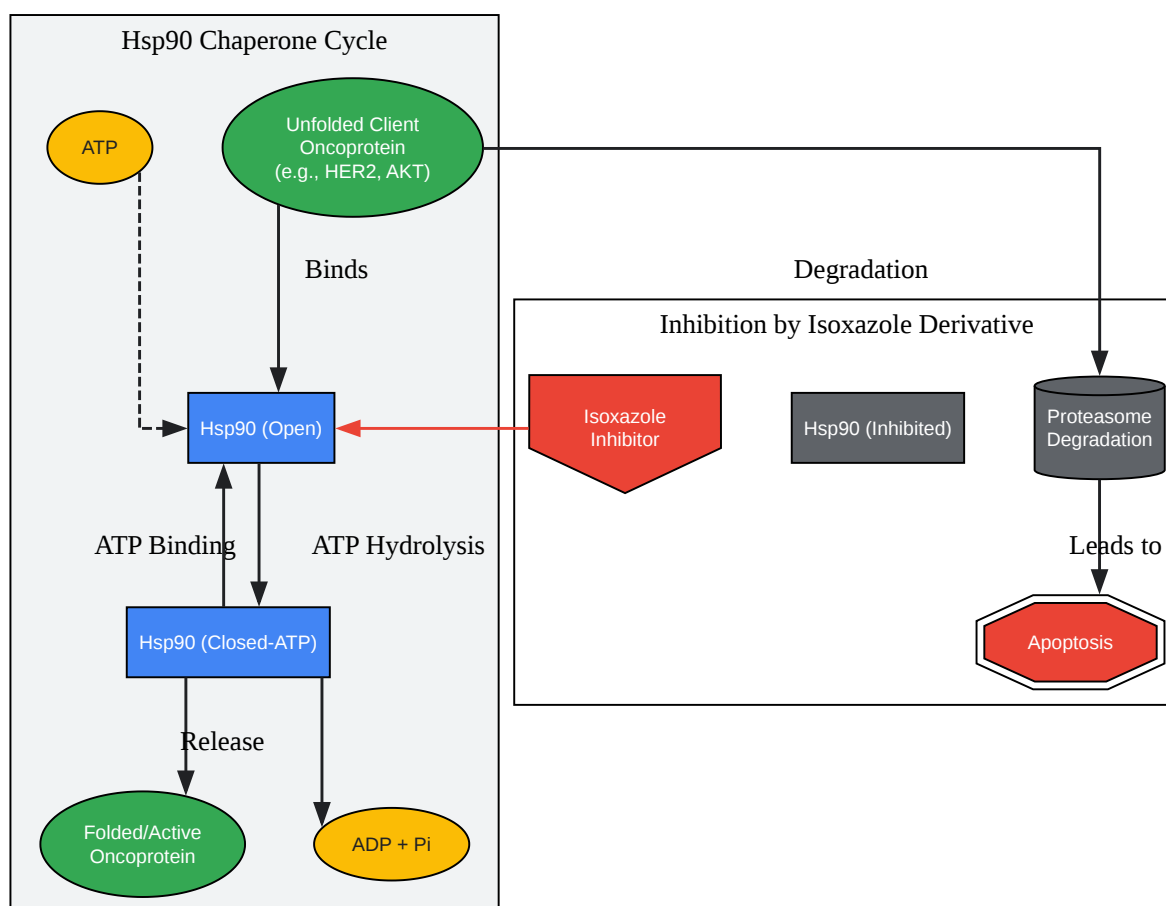 Hsp90 Chaperone Cycle
ATP
Unfolded Client
Oncoprotein
(e.g., HER2, AKT)
Binds
Degradation
Inhibition by Isoxazole Derivative
Hsp90 (Open)
Isoxazole
Inhibitor
Hsp90 (Inhibited)
Proteasome
Degradation
ATP Binding
ATP Hydrolysis
Leads to
Hsp90 (Closed-ATP)
Apoptosis
Release
Folded/Active
Oncoprotein
ADP + Pi